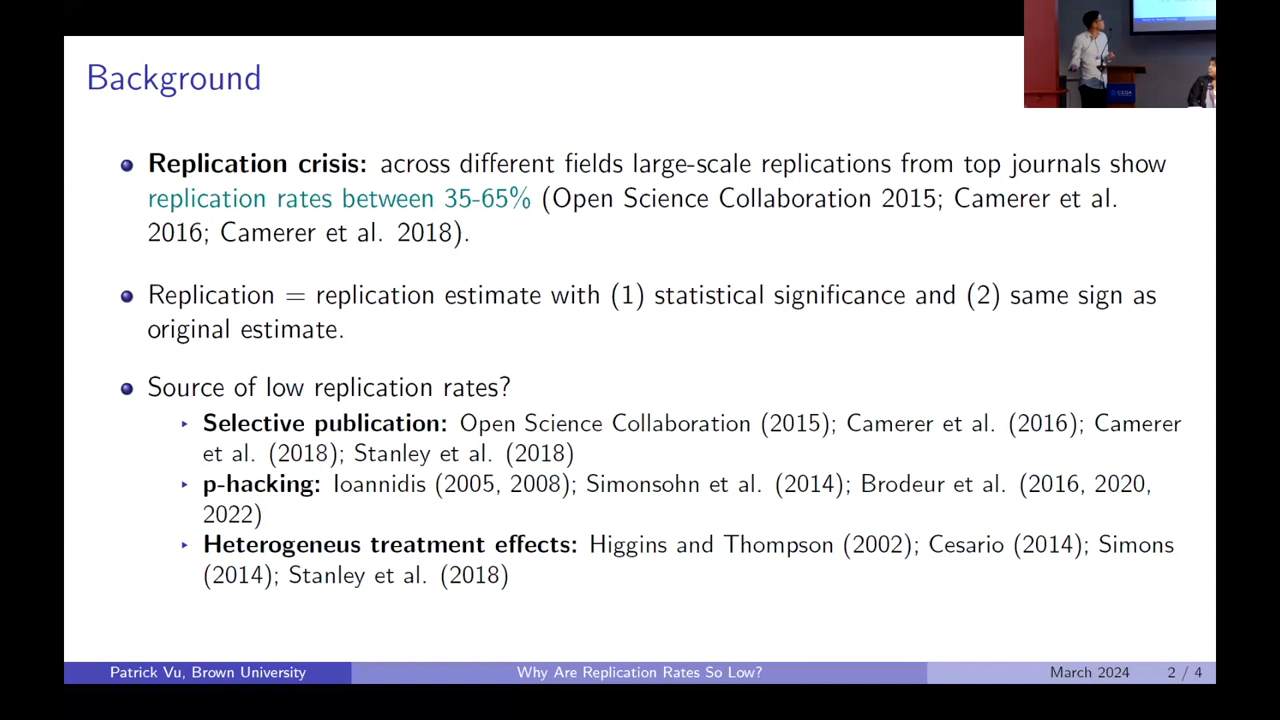 Background
Replication crisis: across different fields large-scale replications from top journals show
replication rates between 35-65% (Open Science Collaboration 2015; Camerer et al.
2016; Camerer et al. 2018).
Replication = replication estimate with (1) statistical significance and (2) same sign as
original estimate.
Source of low replication rates?
Selective publication: Open Science Collaboration (2015); Camerer et al. (2016); Camerer
et al. (2018); Stanley et al. (2018)
p-hacking: Ioannidis (2005, 2008); Simonsohn et al. (2014); Brodeur et al. (2016, 2020,
2022)
Heterogeneus treatment effects: Higgins and Thompson (2002); Cesario (2014); Simons
(2014); Stanley et al. (2018)
Patrick Vu, Brown University
Why Are Replication Rates So Low?
March 2024
2 / 4
CEGA